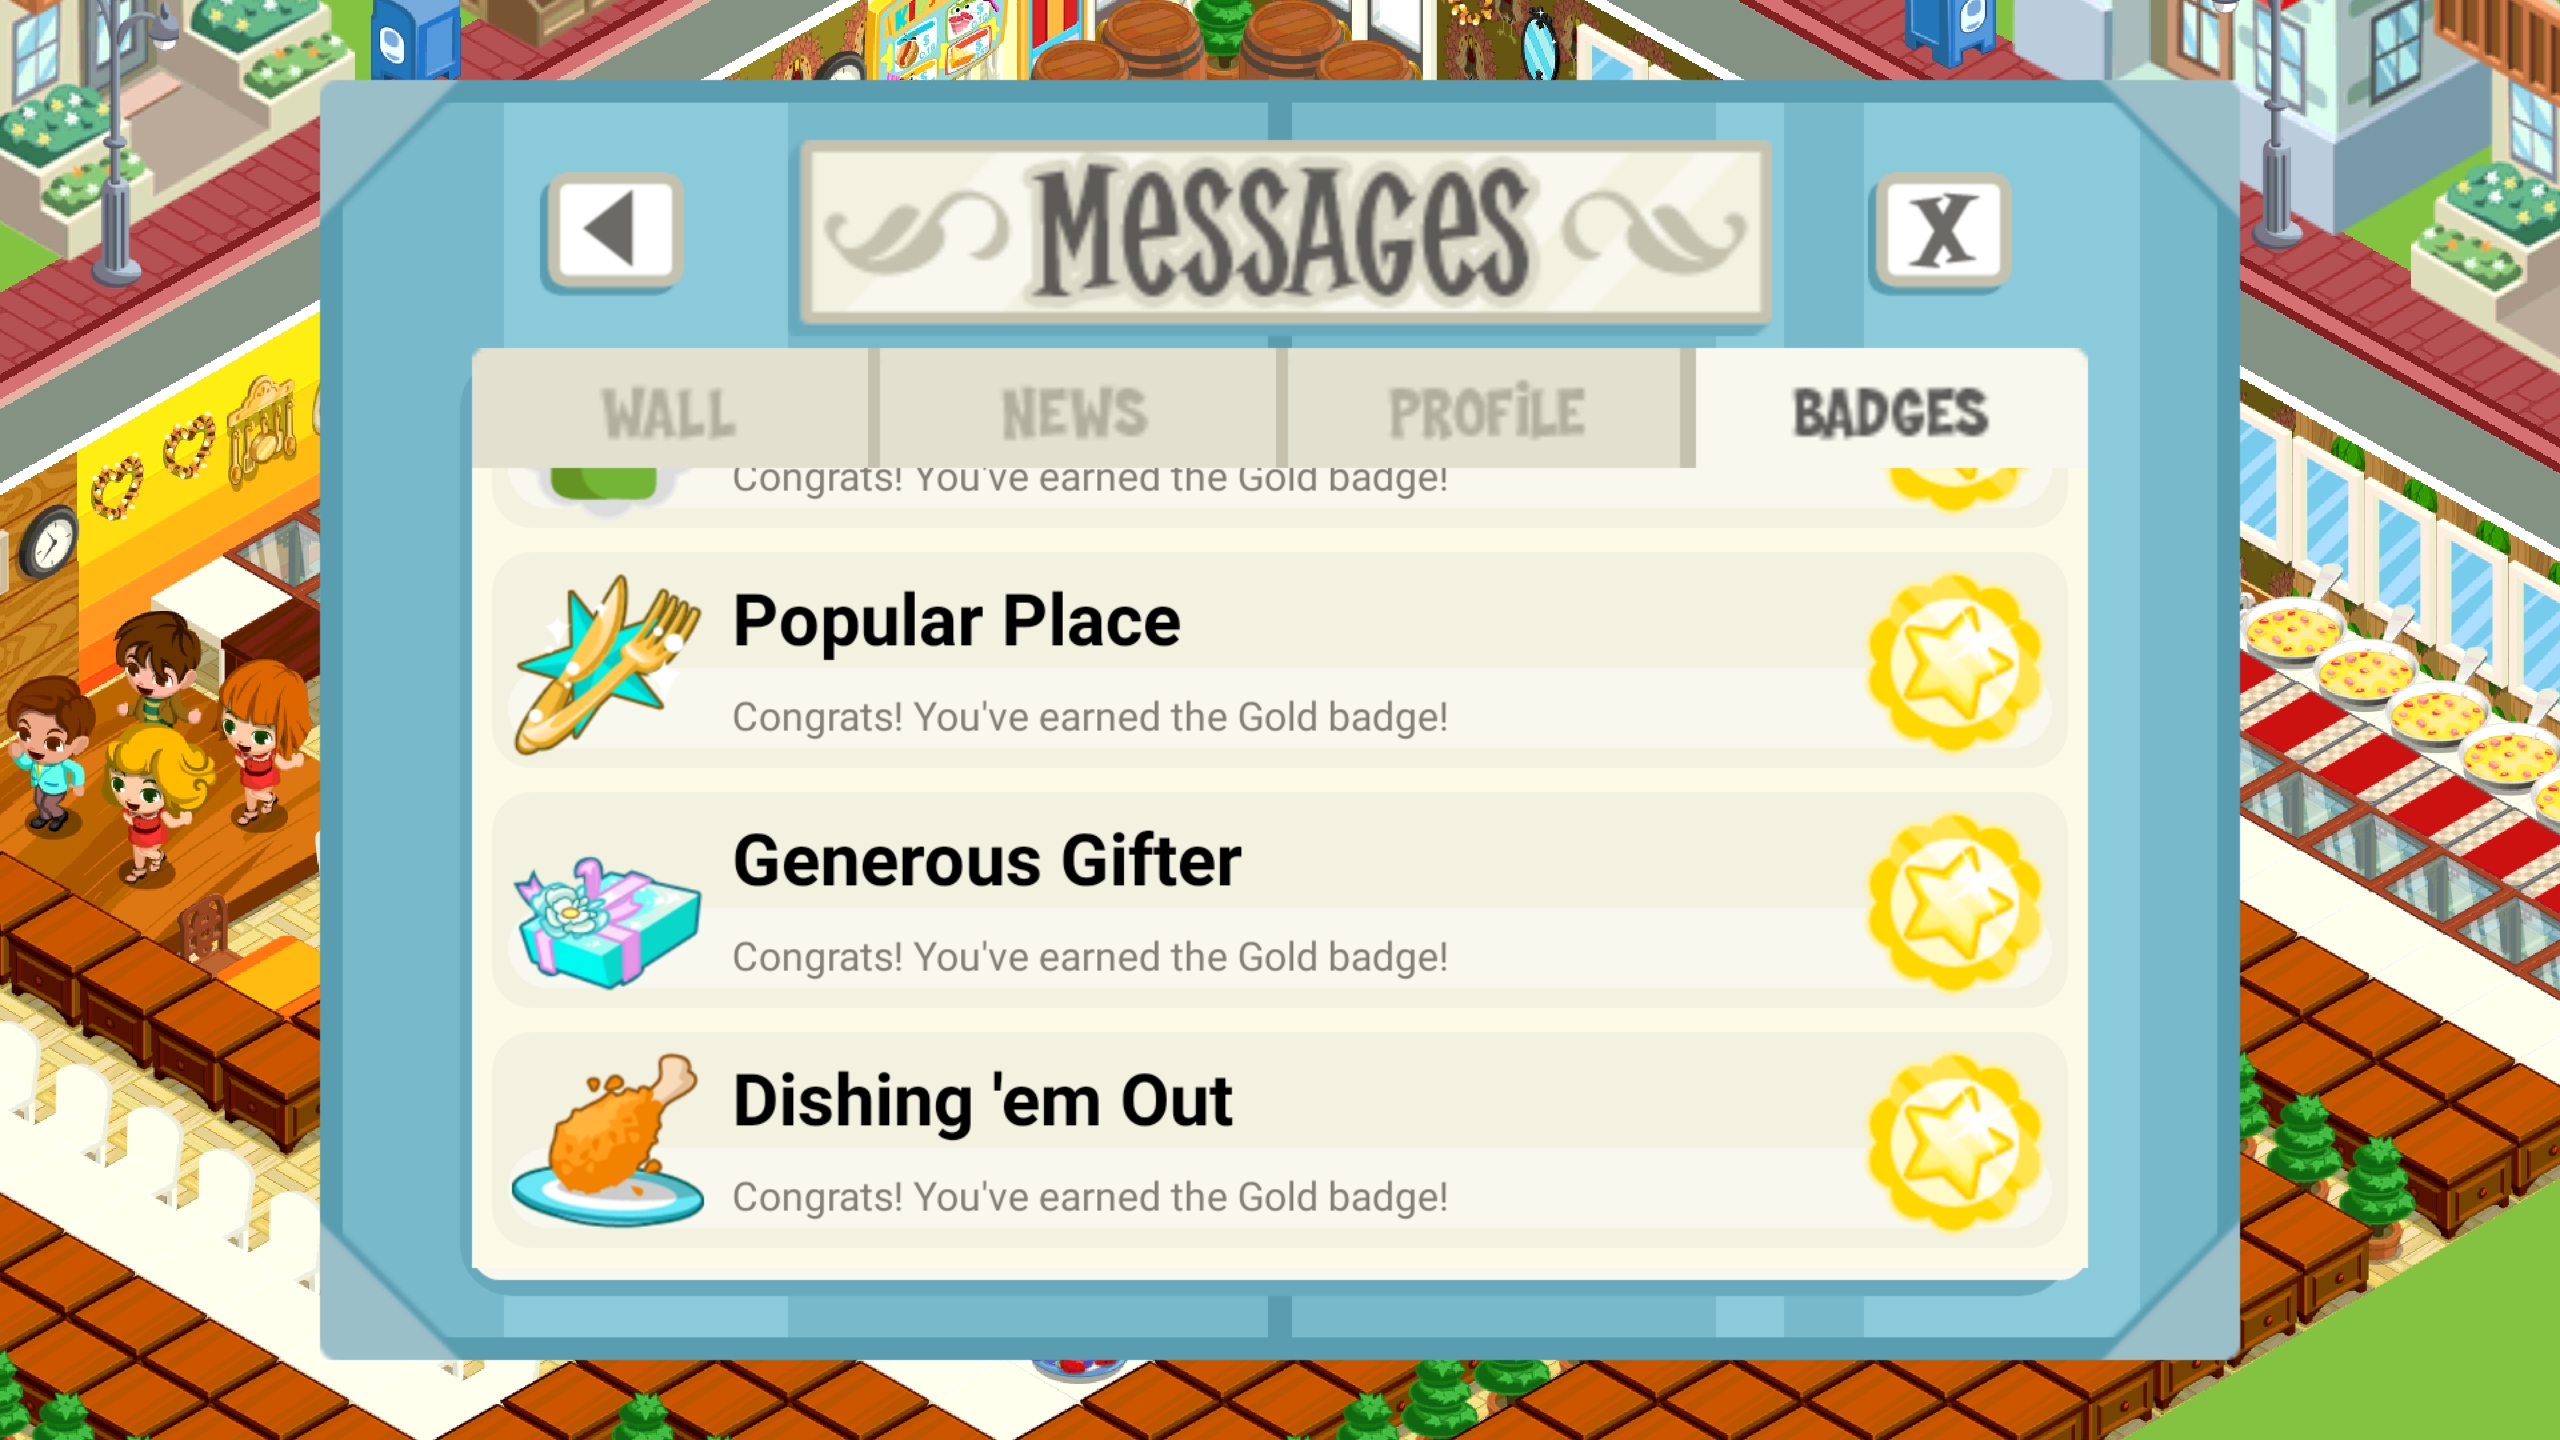 MESSAGES
WALL
NEWS
PROFILE
BADGES
Congrats! You've earned the Gold badge!
Popular Place
Congrats! You've earned the Gold badge!
Generous Gifter
Congrats! You've earned the Gold badge!
Dishing 'em Out
Congrats! You've earned the Gold badge!